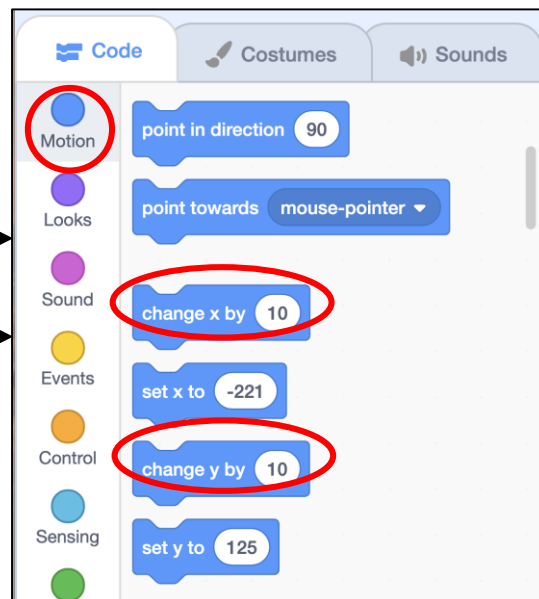 Code Costumes Sounds
Motion
Looks
Sound
Events
Control
Sensing
point in direction 90
point towards mouse-pointer
change x by 10
set x to -221
change y by 10
set y to 125